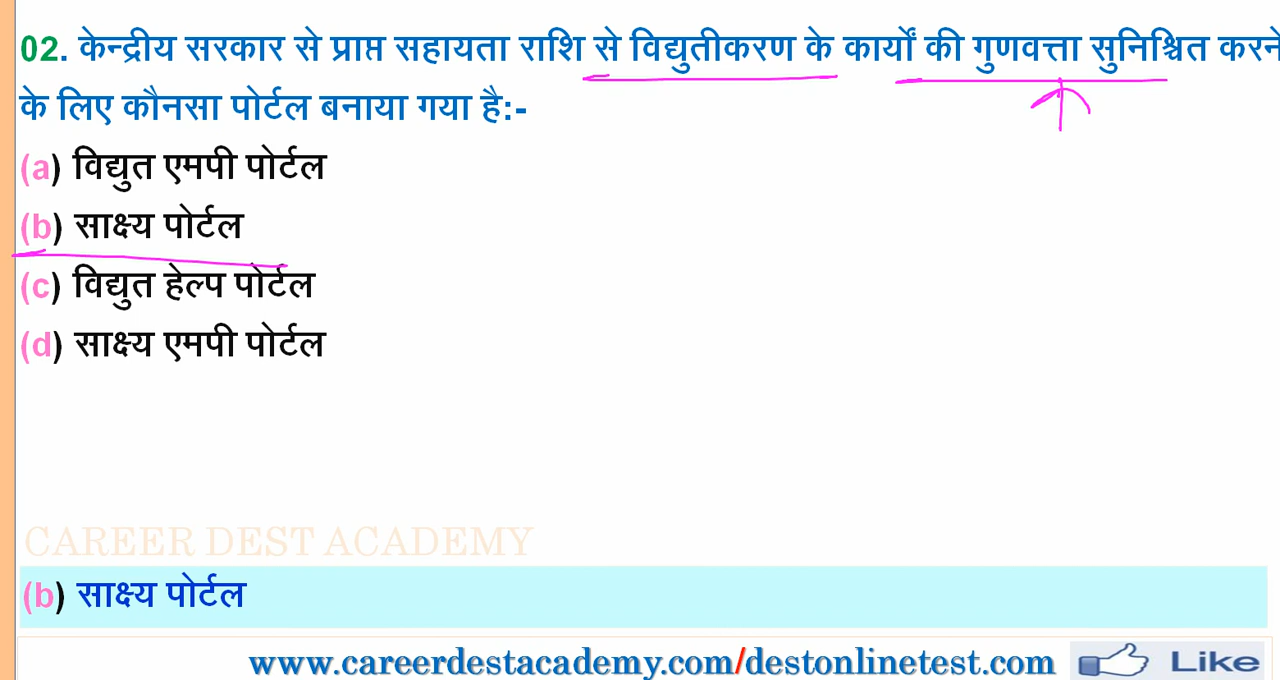 02. केन्द्रीय सरकार से प्राप्त सहायता राशि से विद्युतीकरण के कार्यों की गुणवत्ता सुनिश्चित करने
के लिए कौनसा पोर्टल बनाया गया है:-
(a) विद्युत एमपी पोर्टल
(b) साक्ष्य पोर्टल
(c) विद्युत हेल्प पोर्टल
(d) साक्ष्य एमपी पोर्टल
CAREER DEST ACADEMY
(b) साक्ष्य पोर्टल
www.careerdestacademy.com/destonlinetest.com Like